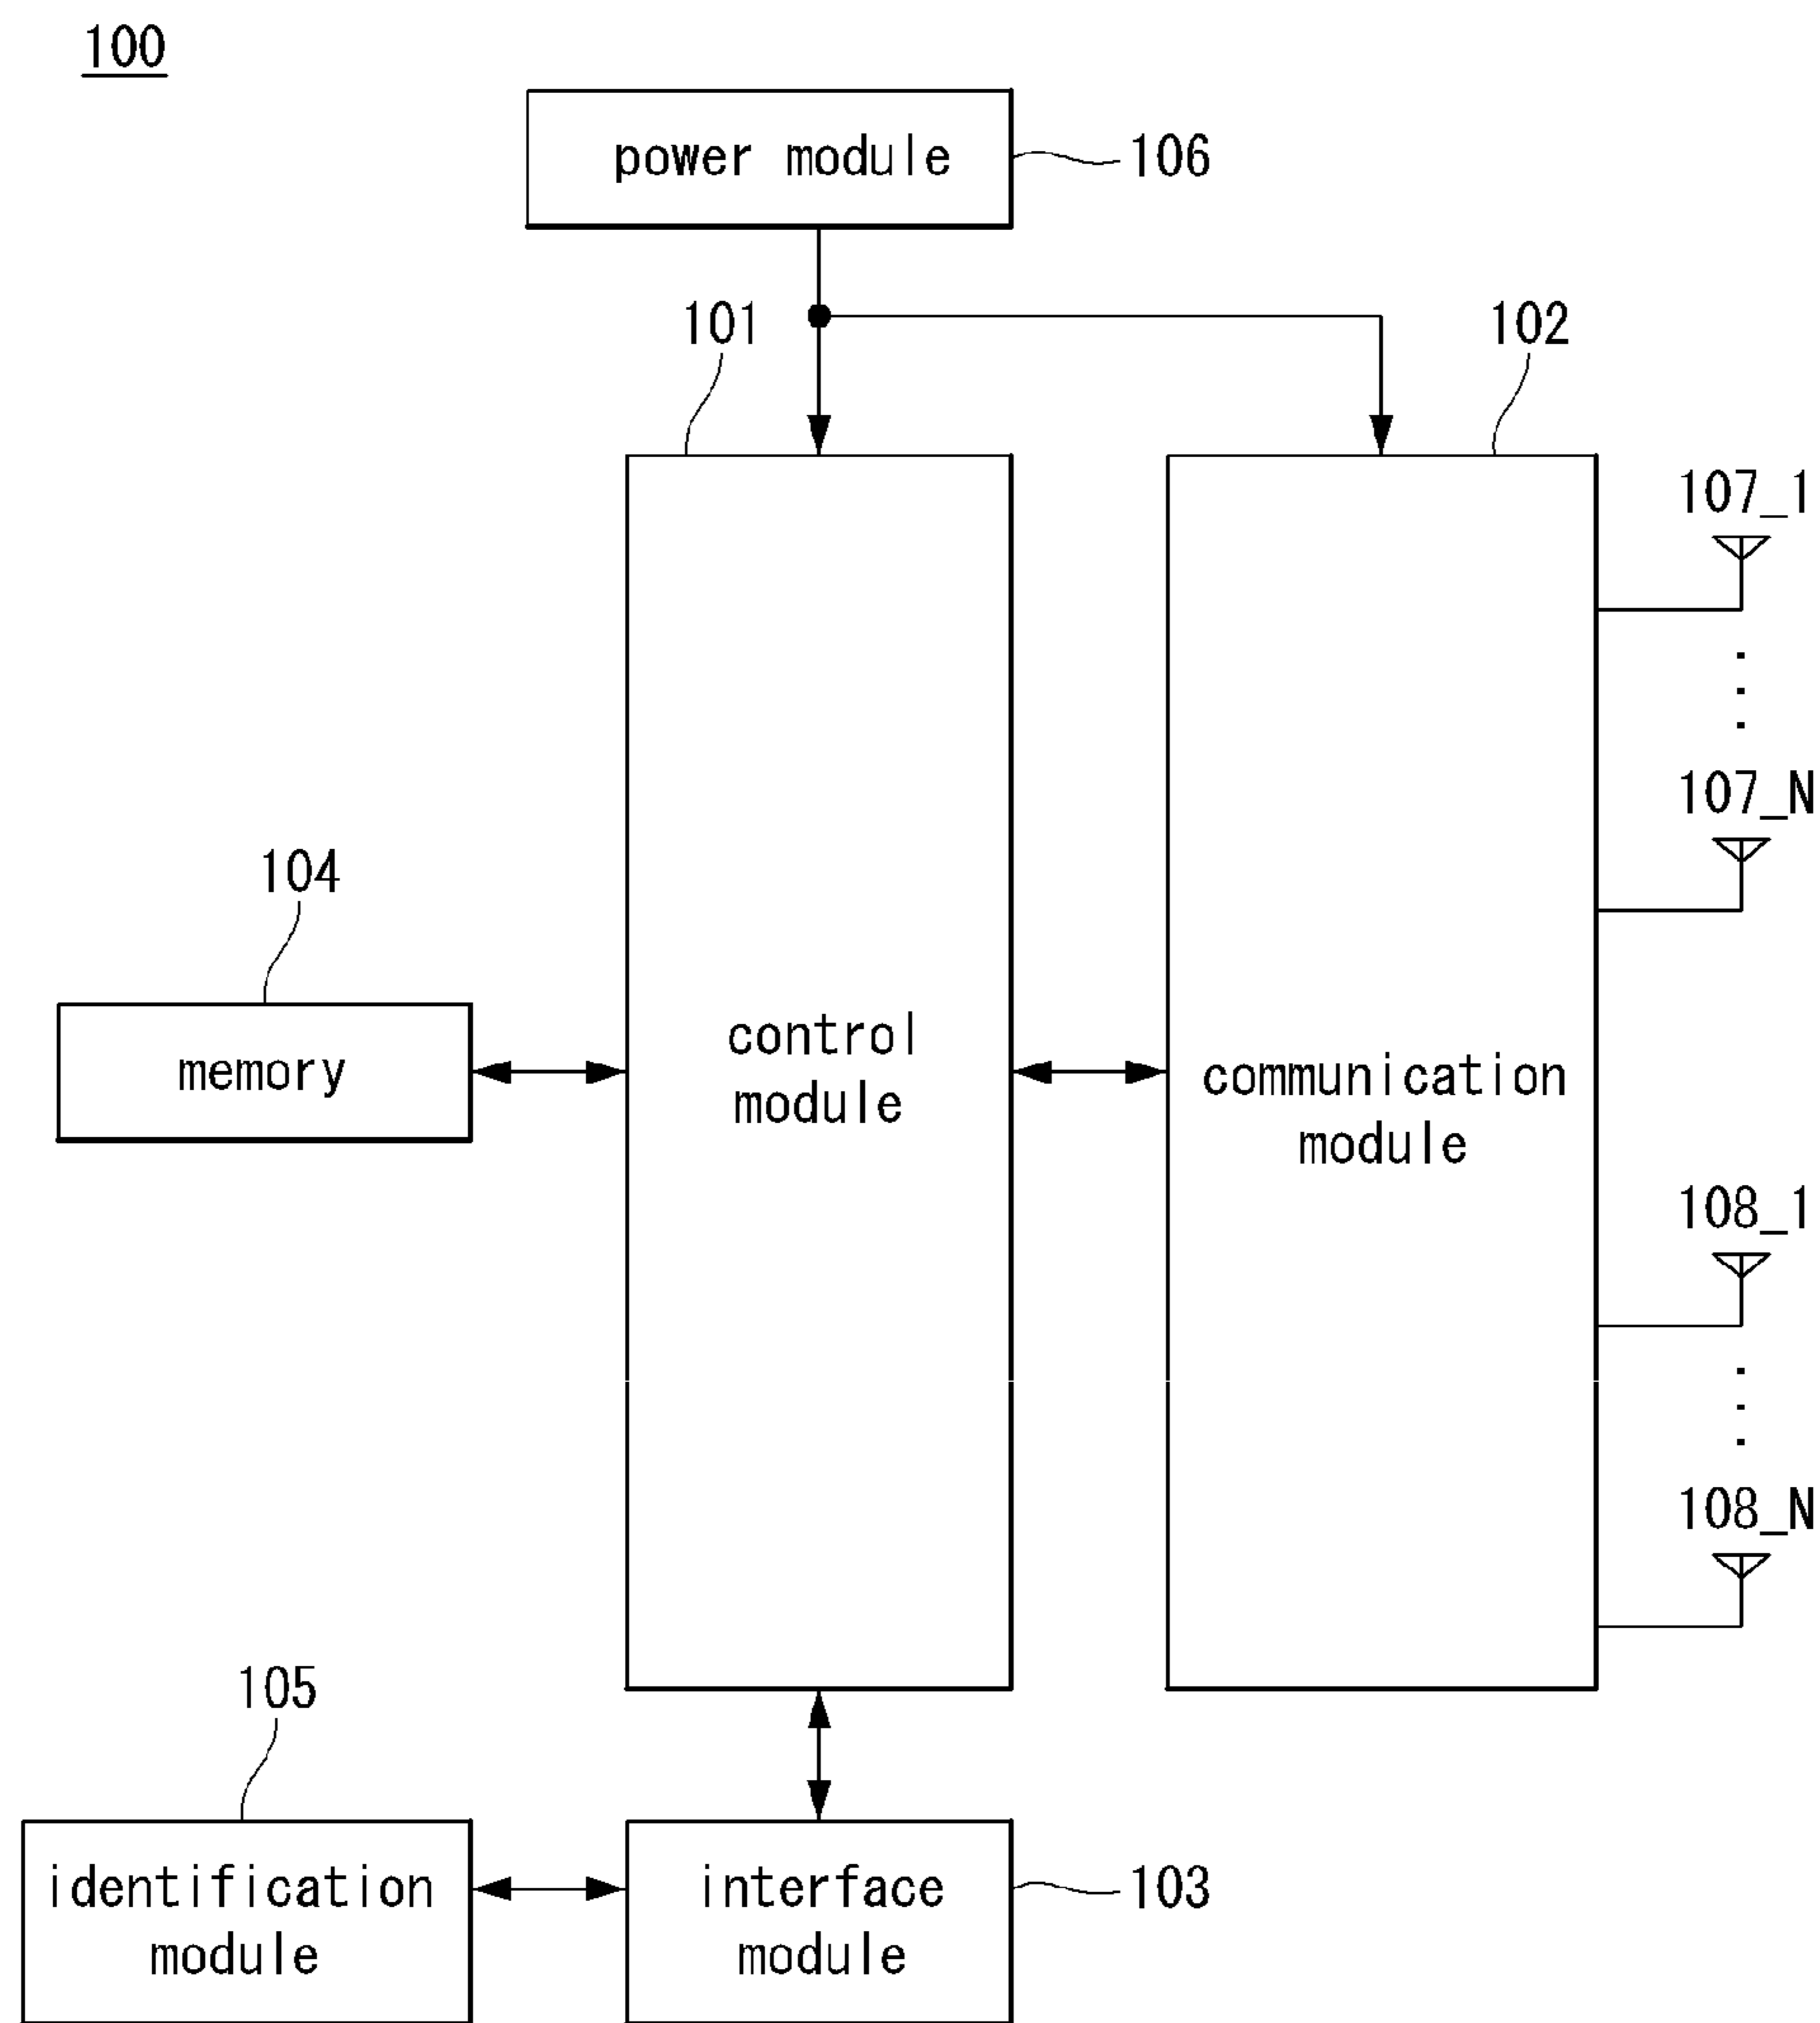 100
power module
106
101
102
107_1
107_N
104
memory
control
module
communication
module
108_1
108_N
105
identification
module
interface
module
103